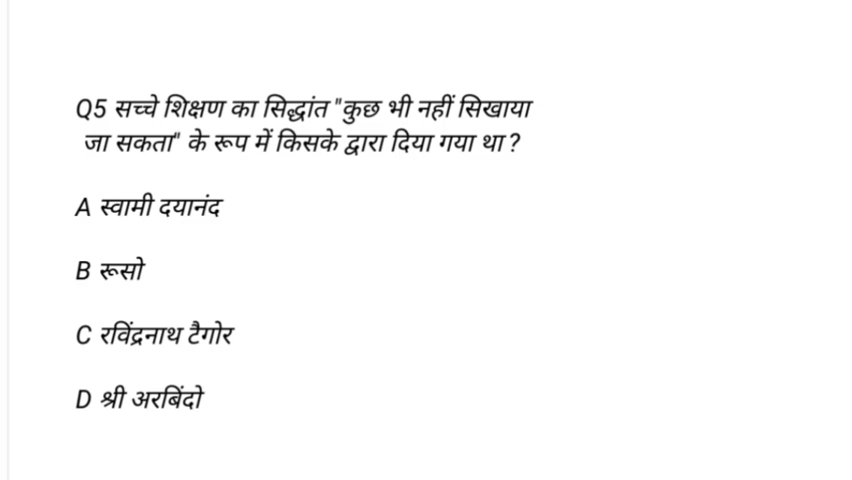 Q5 सच्चे शिक्षण का सिद्धांत "कुछ भी नहीं सिखाया
जा सकता" के रूप में किसके द्वारा दिया गया था ?
A स्वामी दयानंद
B रूसो
C रविंद्रनाथ टैगोर
D श्री अरबिंदो